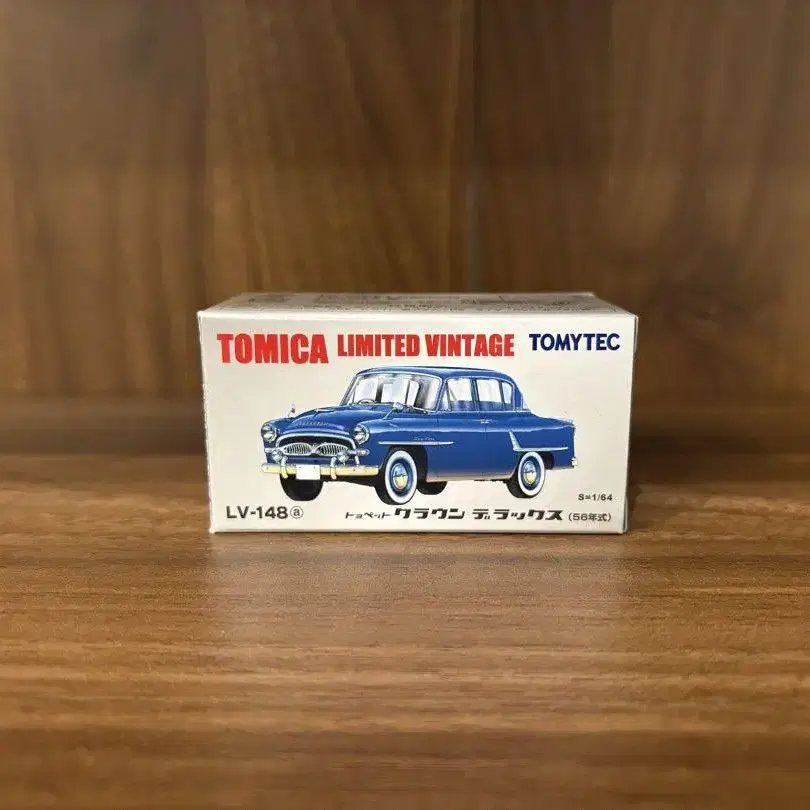 TOMICA LIMITED VINTAGE TOMYTEC
S=1/64
LV-148ⓐ トヨペット クラウン デラックス (56年式)